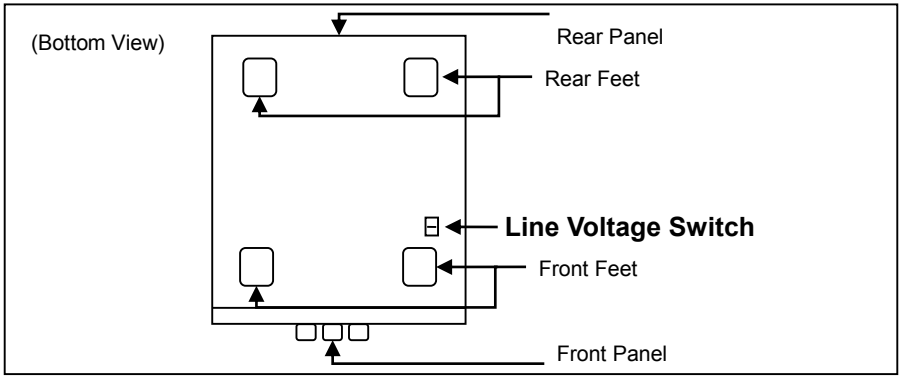 (Bottom View)
Rear Panel
Rear Feet
Line Voltage Switch
Front Feet
Front Panel